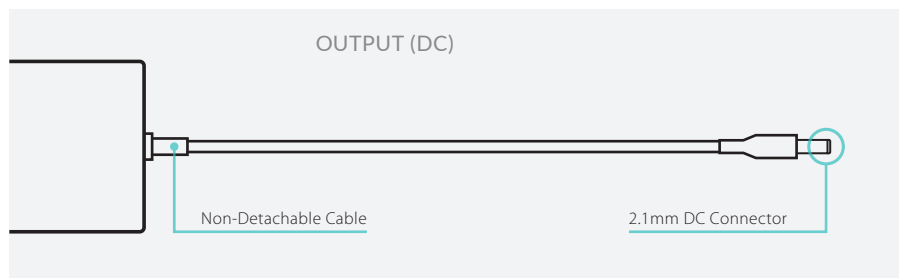 OUTPUT (DC)
Non-Detachable Cable
2.1mm DC Connector